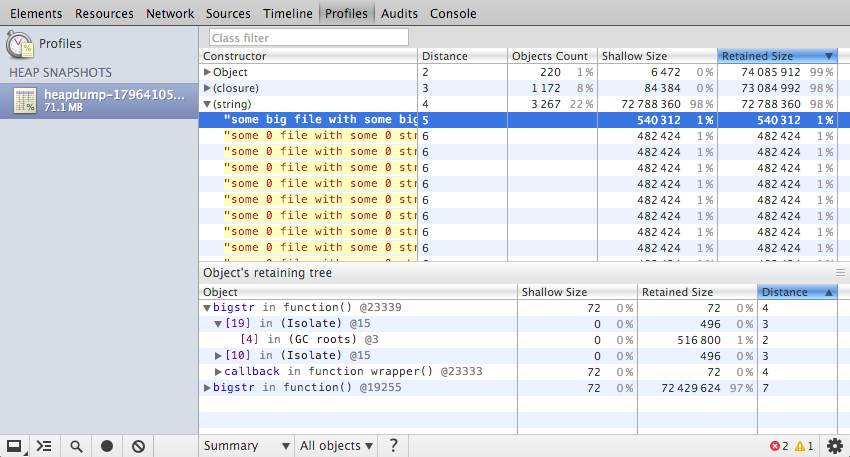 Elements Resources Network Sources Timeline Profiles Audits Console
Profiles
HEAP SNAPSHOTS
heapdump-17964105...
71.1 MB
Class filter
Constructor Distance Objects Count Shallow Size Retained Size
Object 2 220 1% 6 472 0% 74 085 912 99%
(closure) 3 1 172 8% 84 384 0% 73 084 992 98%
(string) 4 3 267 22% 72 788 360 98% 72 788 360 98%
"some big file with some big 5 540 312 1% 540 312 1%
"some 0 file with some 0 str 6 482 424 1% 482 424 1%
"some 0 file with some 0 str 6 482 424 1% 482 424 1%
"some 0 file with some 0 str 6 482 424 1% 482 424 1%
"some 0 file with some 0 str 6 482 424 1% 482 424 1%
"some 0 file with some 0 str 6 482 424 1% 482 424 1%
"some 0 file with some 0 str 6 482 424 1% 482 424 1%
"some 0 file with some 0 str 6 482 424 1% 482 424 1%
"some 0 file with some 0 str 6 482 424 1% 482 424 1%
Object's retaining tree
Object Shallow Size Retained Size Distance
bigstr in function() @23339 72 0% 72 0% 4
[19] in (Isolate) @15 0 0% 496 0% 3
[4] in (GC roots) @3 0 0% 516 800 1% 2
[10] in (Isolate) @15 0 0% 496 0% 3
callback in function wrapper() @23333 72 0% 72 0% 4
bigstr in function() @19255 72 0% 72 429 624 97% 7
Summary All objects ? 2 1